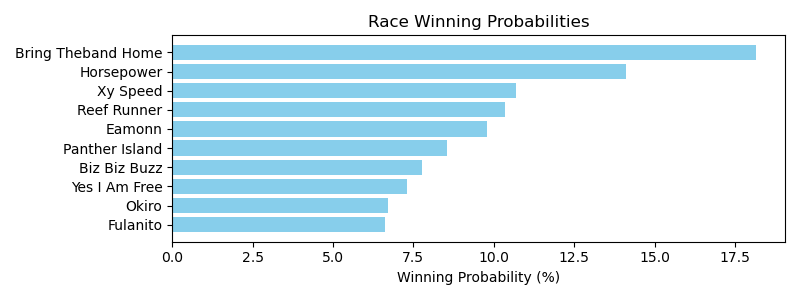 Race Winning Probabilities
Bring Theband Home
Horsepower
Xy Speed
Reef Runner
Eamonn
Panther Island
Biz Biz Buzz
Yes I Am Free
Okiro
Fulanito
0.0 2.5 5.0 7.5 10.0 12.5 15.0 17.5
Winning Probability (%)